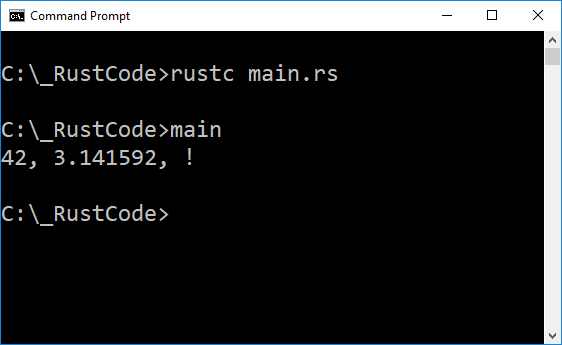 Command Prompt
C:\_RustCode>rustc main.rs
C:\_RustCode>main
42, 3.141592, !
C:\_RustCode>